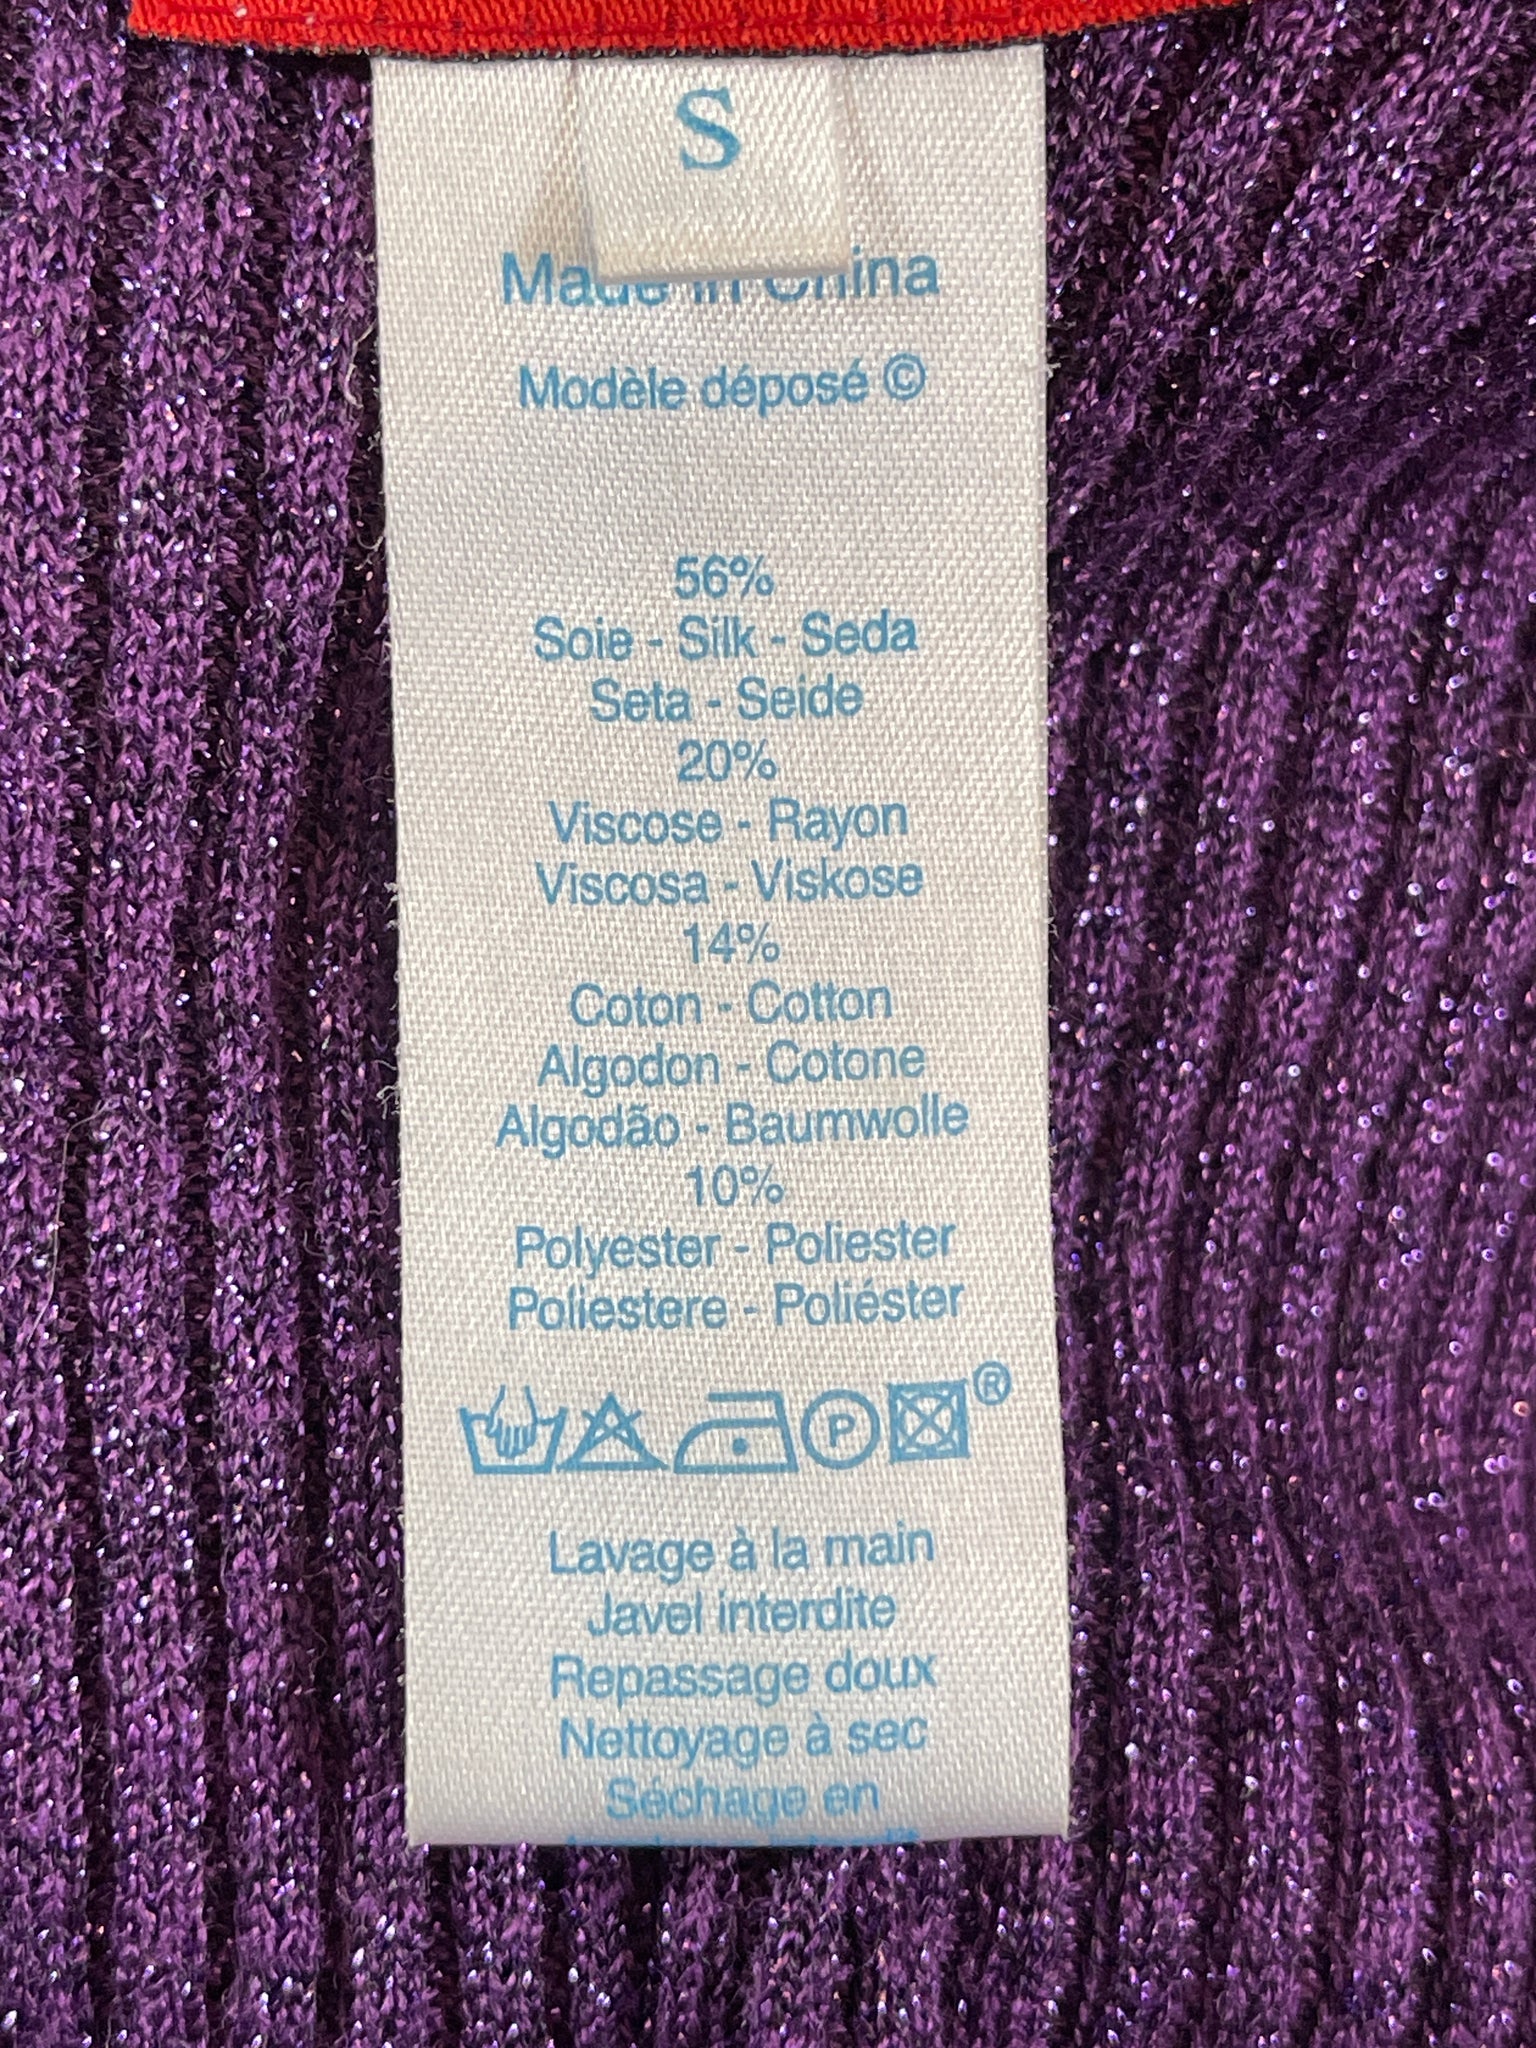 S
Made in China
Modèle déposé ©
56%
Soie - Silk - Seda
Seta - Seide
20%
Viscose - Rayon
Viscosa - Viskose
14%
Coton - Cotton
Algodon - Cotone
Algodão - Baumwolle
10%
Polyester - Poliester
Poliestere - Poliéster
P ®
Lavage à la main
Javel interdite
Repassage doux
Nettoyage à sec
Séchage en